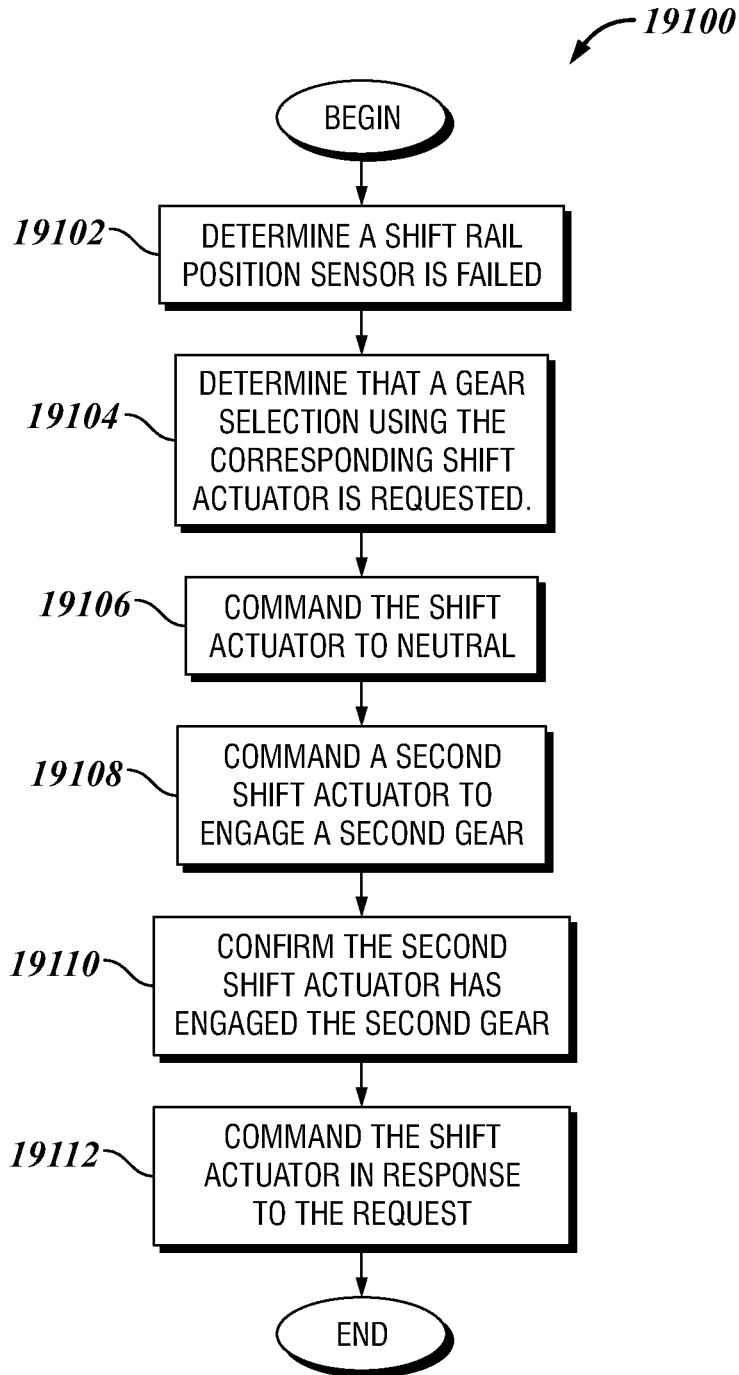 19100
BEGIN
19102
DETERMINE A SHIFT RAIL
POSITION SENSOR IS FAILED
19104
DETERMINE THAT A GEAR
SELECTION USING THE
CORRESPONDING SHIFT
ACTUATOR IS REQUESTED.
19106
COMMAND THE SHIFT
ACTUATOR TO NEUTRAL
19108
COMMAND A SECOND
SHIFT ACTUATOR TO
ENGAGE A SECOND GEAR
19110
CONFIRM THE SECOND
SHIFT ACTUATOR HAS
ENGAGED THE SECOND GEAR
19112
COMMAND THE SHIFT
ACTUATOR IN RESPONSE
TO THE REQUEST
END